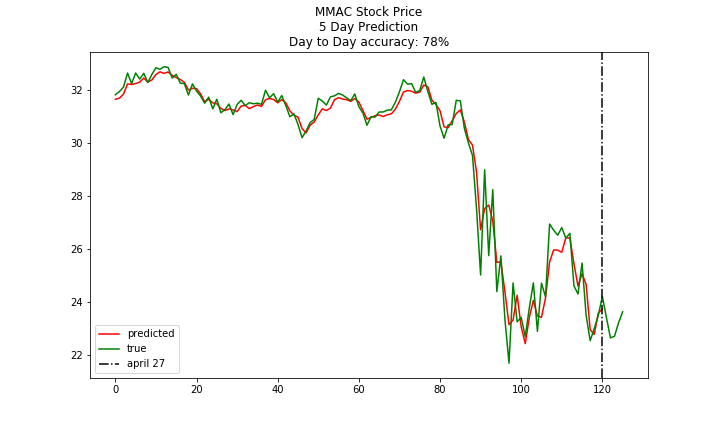 MMAC Stock Price
5 Day Prediction
Day to Day accuracy: 78%
32
30
28
26
24
22
0
20
40
60
80
100
120
predicted
true
april 27